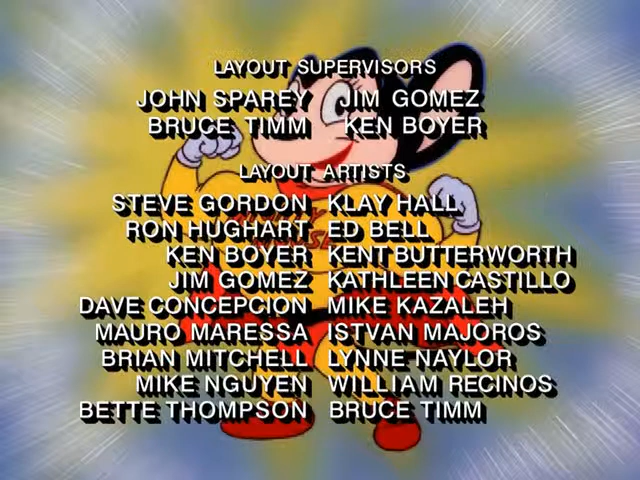 LAYOUT SUPERVISORS
JOHN SPAREY JIM GOMEZ
BRUCE TIMM KEN BOYER
LAYOUT ARTISTS
STEVE GORDON KLAY HALL
RON HUGHART ED BELL
KEN BOYER KENT BUTTERWORTH
JIM GOMEZ KATHLEEN CASTILLO
DAVE CONCEPCION MIKE KAZALEH
MAURO MARESSA ISTVAN MAJOROS
BRIAN MITCHELL LYNNE NAYLOR
MIKE NGUYEN WILLIAM RECINOS
BETTE THOMPSON BRUCE TIMM